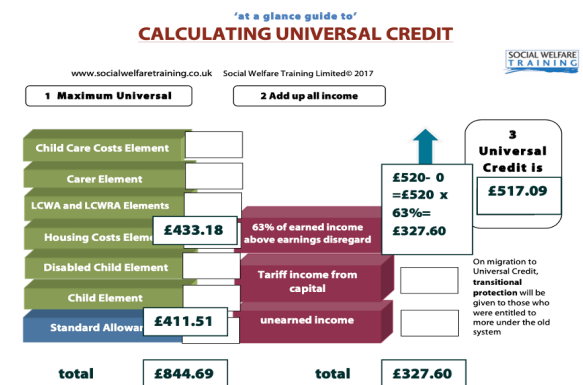 ‘at a glance guide to’
CALCULATING UNIVERSAL CREDIT
SOCIAL WELFARE
TRAINING
www.socialwelfaretraining.co.uk Social Welfare Training Limited© 2017
1 Maximum Universal
2 Add up all income
3
Universal
Credit is
£517.09
Child Care Costs Element
Carer Element
LCWA and LCWRA Elements
Housing Costs Eleme
£433.18
Disabled Child Element
Child Element
Standard Allowar
£411.51
total
£844.69
63% of earned income
above earnings disregard
£520- 0
=£520 x
63%=
£327.60
Tariff income from
capital
unearned income
total
£327.60
On migration to
Universal Credit,
transitional
protection will be
given to those who
were entitled to
more under the old
system